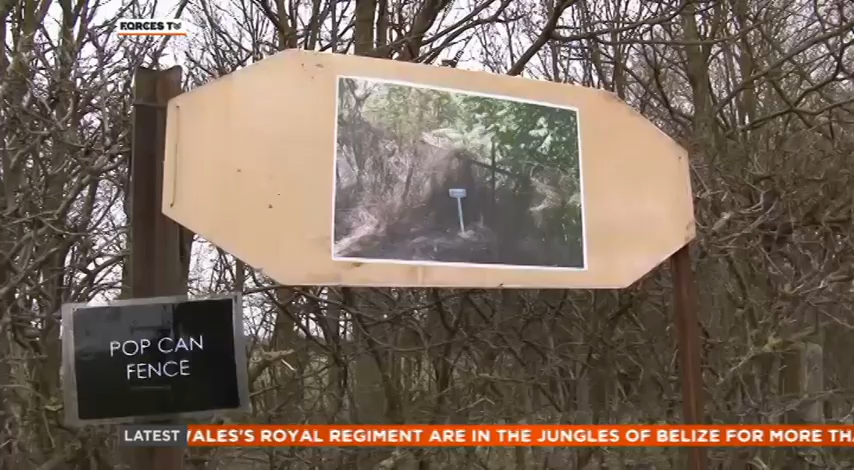 FORCES TV
POP CAN
FENCE
LATEST
WALES'S ROYAL REGIMENT ARE IN THE JUNGLES OF BELIZE FOR MORE THA